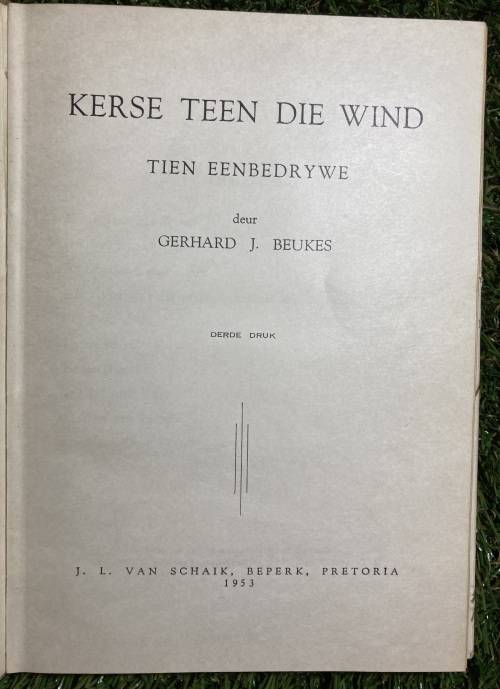 KERSE TEEN DIE WIND
TIEN EENBEDRYWE
deur
GERHARD J. BEUKES
DERDE DRUK
J. L. VAN SCHAIK, BEPERK, PRETORIA
1953